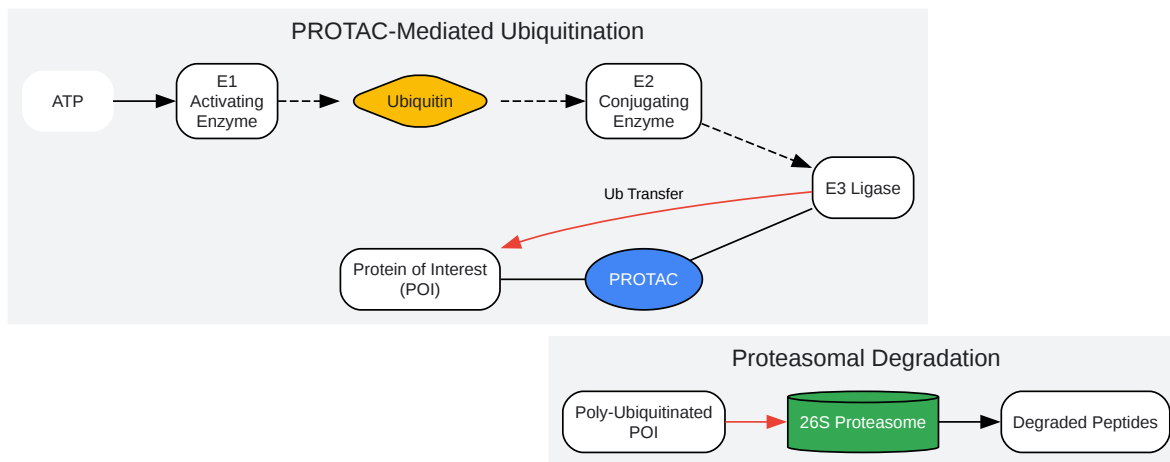 PROTAC-Mediated Ubiquitination
ATP
E1
Activating
Enzyme
Ubiquitin
E2
Conjugating
Enzyme
E3 Ligase
Ub Transfer
Protein of Interest
(POI)
PROTAC
Proteasomal Degradation
Poly-Ubiquitinated
POI
26S Proteasome
Degraded Peptides